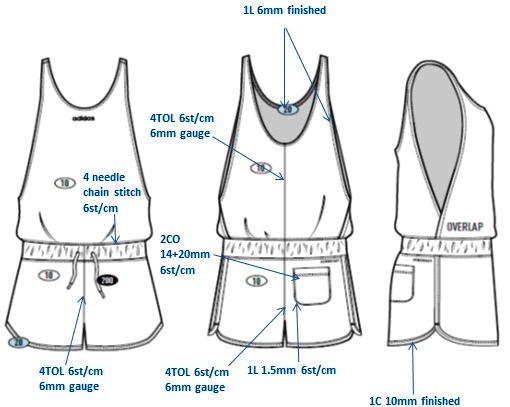 1L 6mm finished
adidas
20
4TOL 6st/cm
6mm gauge
10
4 needle
chain stitch
6st/cm
10
OVERLAP
2CO
14+20mm
6st/cm
10
200
10
20
4TOL 6st/cm
6mm gauge
4TOL 6st/cm
6mm gauge
1L 1.5mm 6st/cm
1C 10mm finished